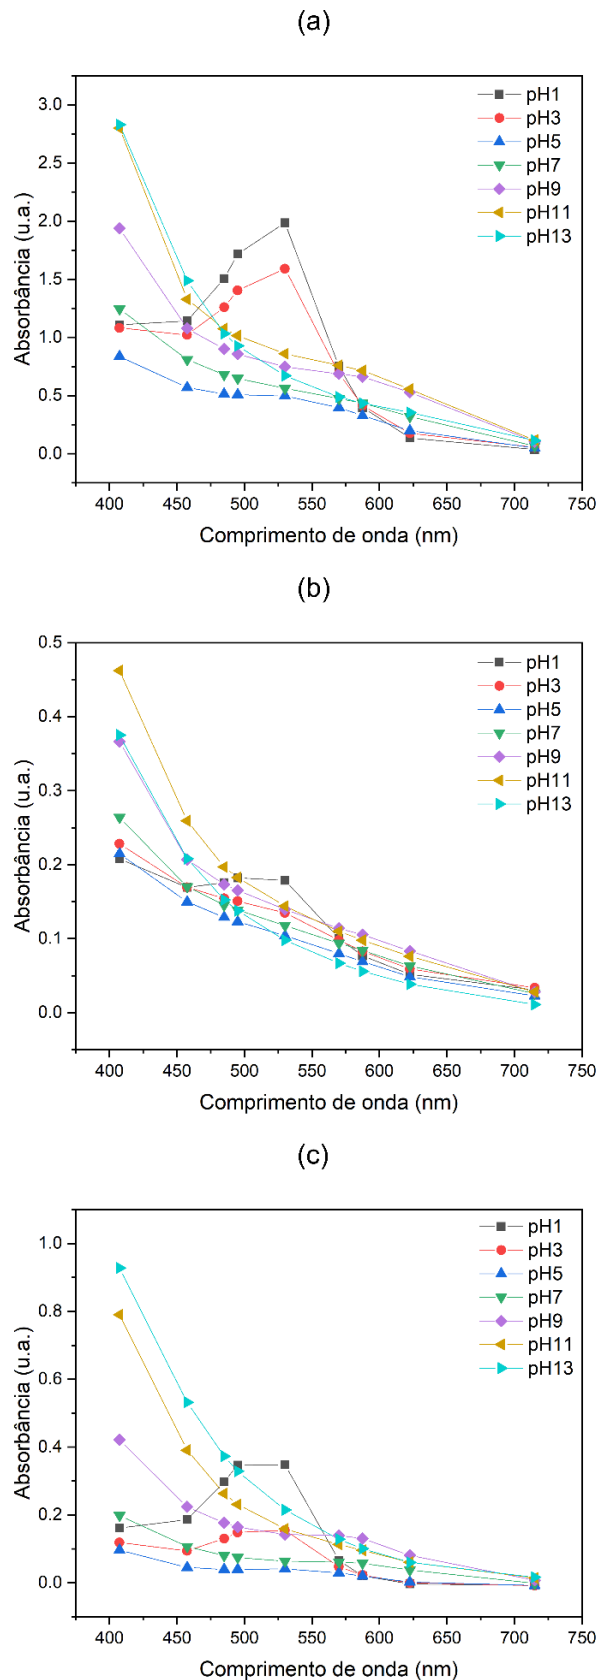 (a)
3.0
2.5
2.0
1.5
1.0
0.5
0.0
Absorbância (u.a.)
pH1
pH3
pH5
pH7
pH9
pH11
pH13
400 450 500 550 600 650 700 750
Comprimento de onda (nm)
(b)
0.5
0.4
0.3
0.2
0.1
0.0
Absorbância (u.a.)
pH1
pH3
pH5
pH7
pH9
pH11
pH13
400 450 500 550 600 650 700 750
Comprimento de onda (nm)
(c)
1.0
0.8
0.6
0.4
0.2
0.0
Absorbância (u.a.)
pH1
pH3
pH5
pH7
pH9
pH11
pH13
400 450 500 550 600 650 700 750
Comprimento de onda (nm)